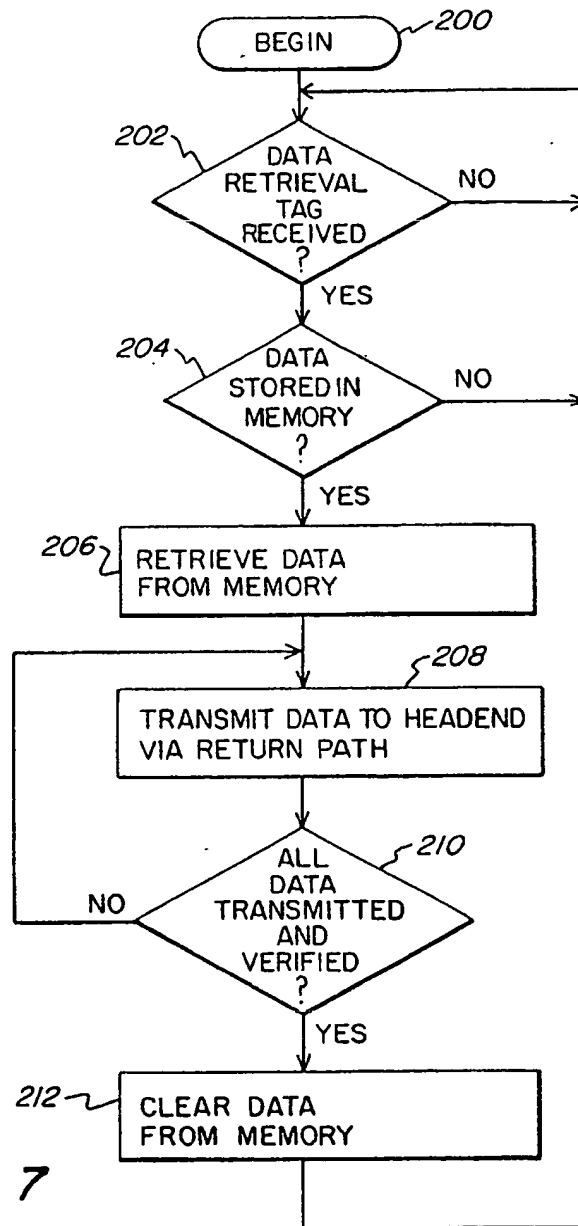 BEGIN
200
202
DATA
RETRIEVAL
TAG
RECEIVED
?
NO
YES
204
DATA
STORED IN
MEMORY
?
NO
YES
206
RETRIEVE DATA
FROM MEMORY
208
TRANSMIT DATA TO HEADEND
VIA RETURN PATH
210
ALL
DATA
TRANSMITTED
AND
VERIFIED
?
NO
YES
212
CLEAR DATA
FROM MEMORY
7